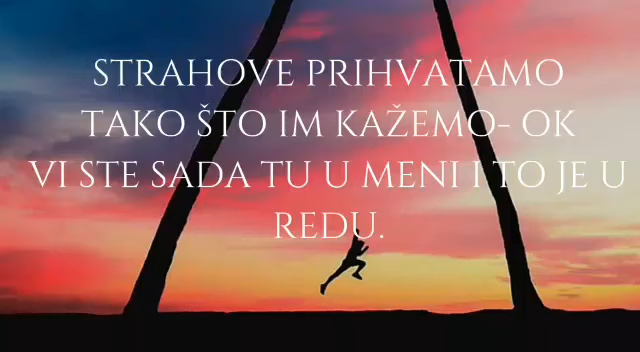 STRAHOVE PRIHVATAMO
TAKO ŠTO IM KAŽEMO- OK
VI STE SADA TU U MENI I TO JE U
REDU.